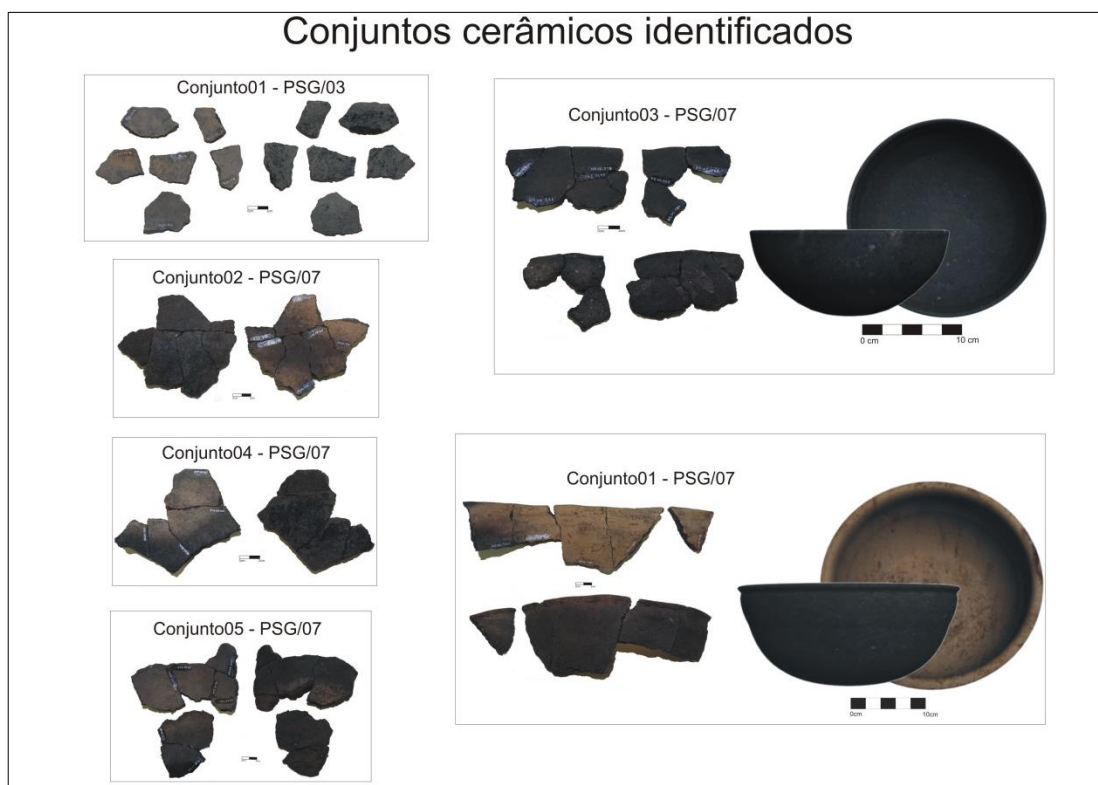 Conjuntos cerâmicos identificados
Conjunto01 - PSG/03
Conjunto02 - PSG/07
Conjunto04 - PSG/07
Conjunto05 - PSG/07
Conjunto03 - PSG/07
0 cm 10 cm
Conjunto01 - PSG/07
0cm 10cm